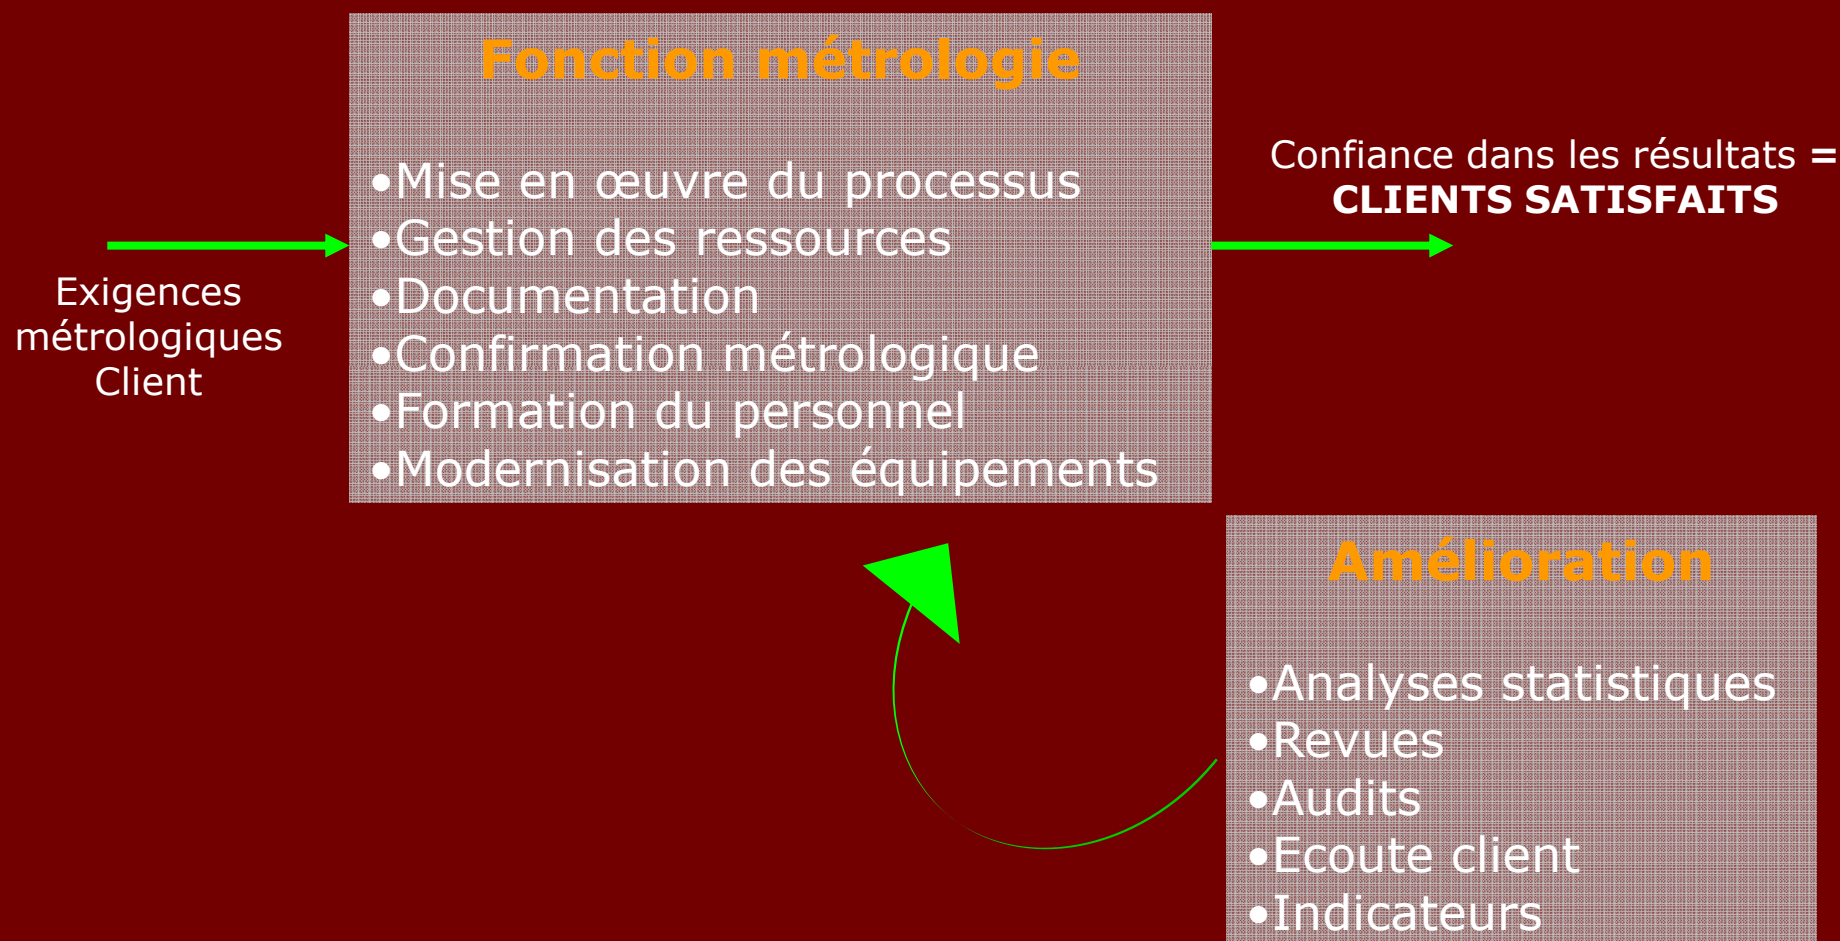 Fonction métrologie
•Mise en œuvre du processus
•Gestion des ressources
•Documentation
•Confirmation métrologique
•Formation du personnel
•Modernisation des équipements
Exigences
métrologiques
Client
Confiance dans les résultats =
CLIENTS SATISFAITS
Amélioration
•Analyses statistiques
•Revues
•Audits
•Ecoute client
•Indicateurs